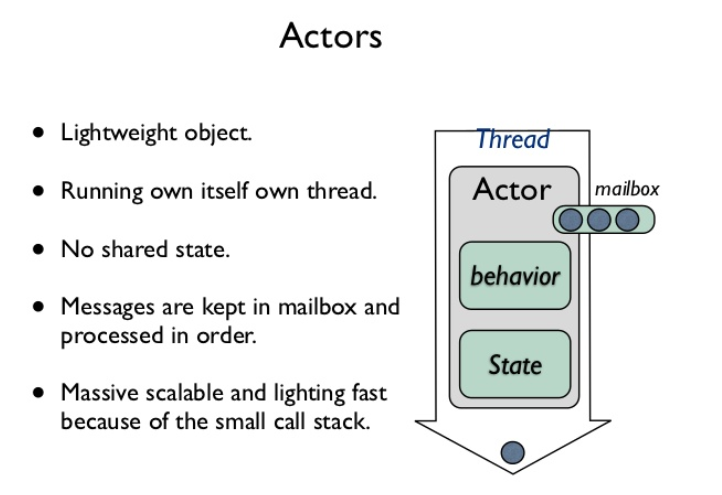 Actors
● Lightweight object.
● Running own itself own thread.
● No shared state.
● Messages are kept in mailbox and
processed in order.
● Massive scalable and lighting fast
because of the small call stack.
Thread
Actor
mailbox
behavior
State